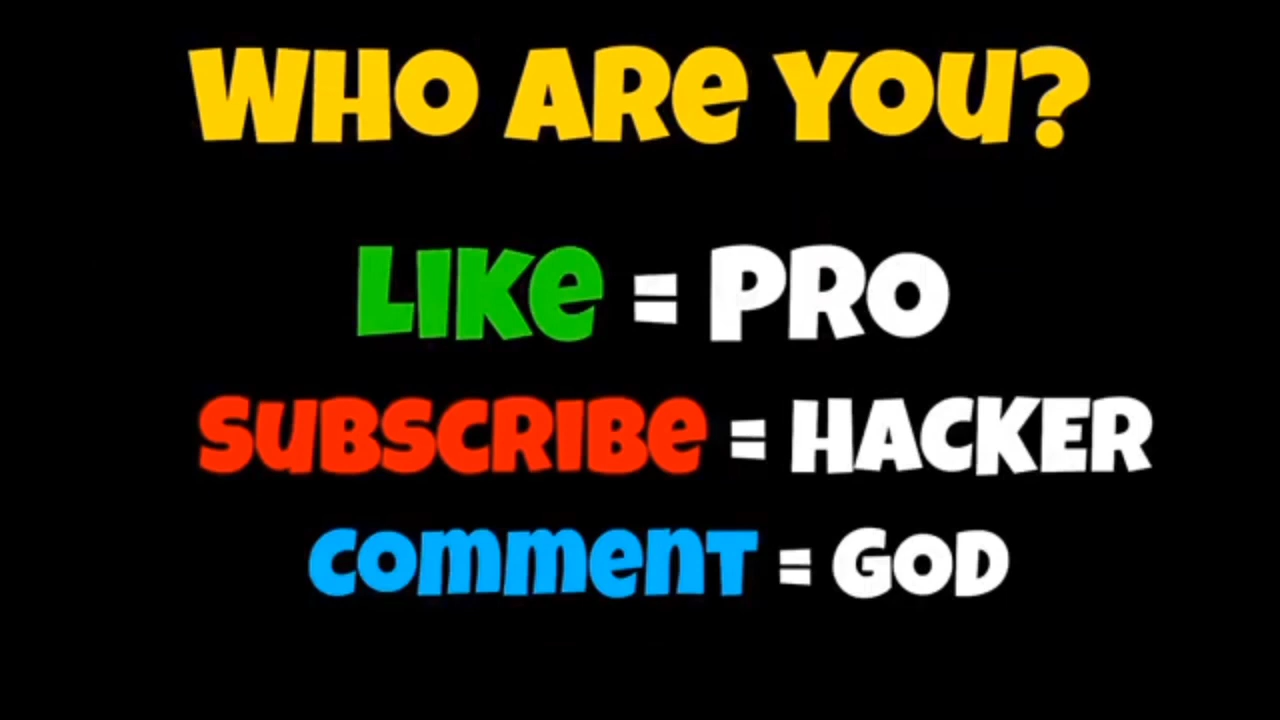 WHO ARE YOU?
LIKE = PRO
SUBSCRIBE = HACKER
COMMENT = GOD